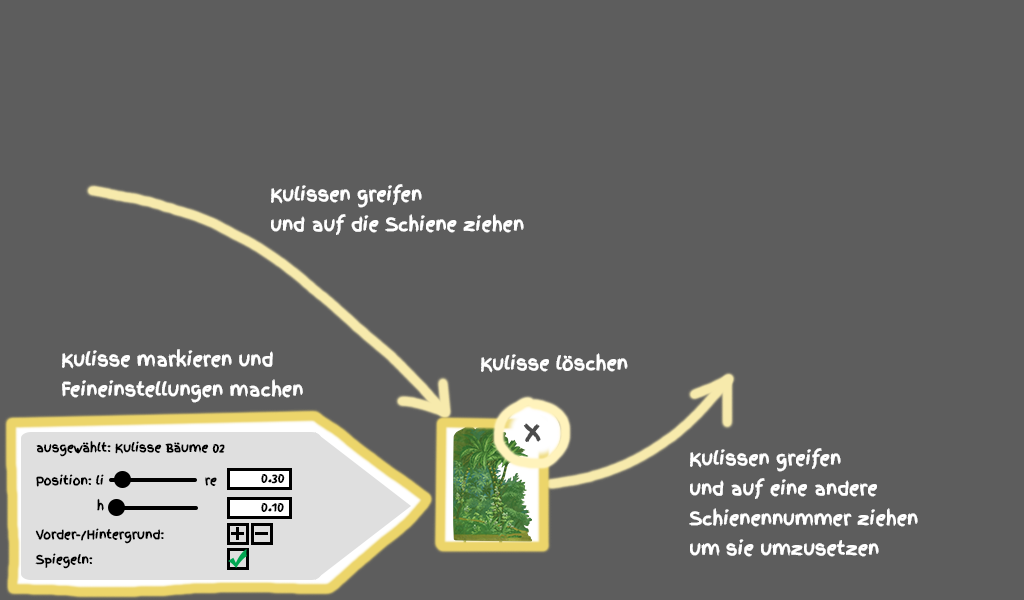 Kulissen greifen
und auf die Schiene ziehen
Kulisse markieren und
Feineinstellungen machen
Kulisse löschen
X
ausgewählt: Kulisse Bäume 02
Position: li re 0.30
h 0.10
Vorder-/Hintergrund: + −
Spiegeln:
Kulissen greifen
und auf eine andere
Schienennummer ziehen
um sie umzusetzen